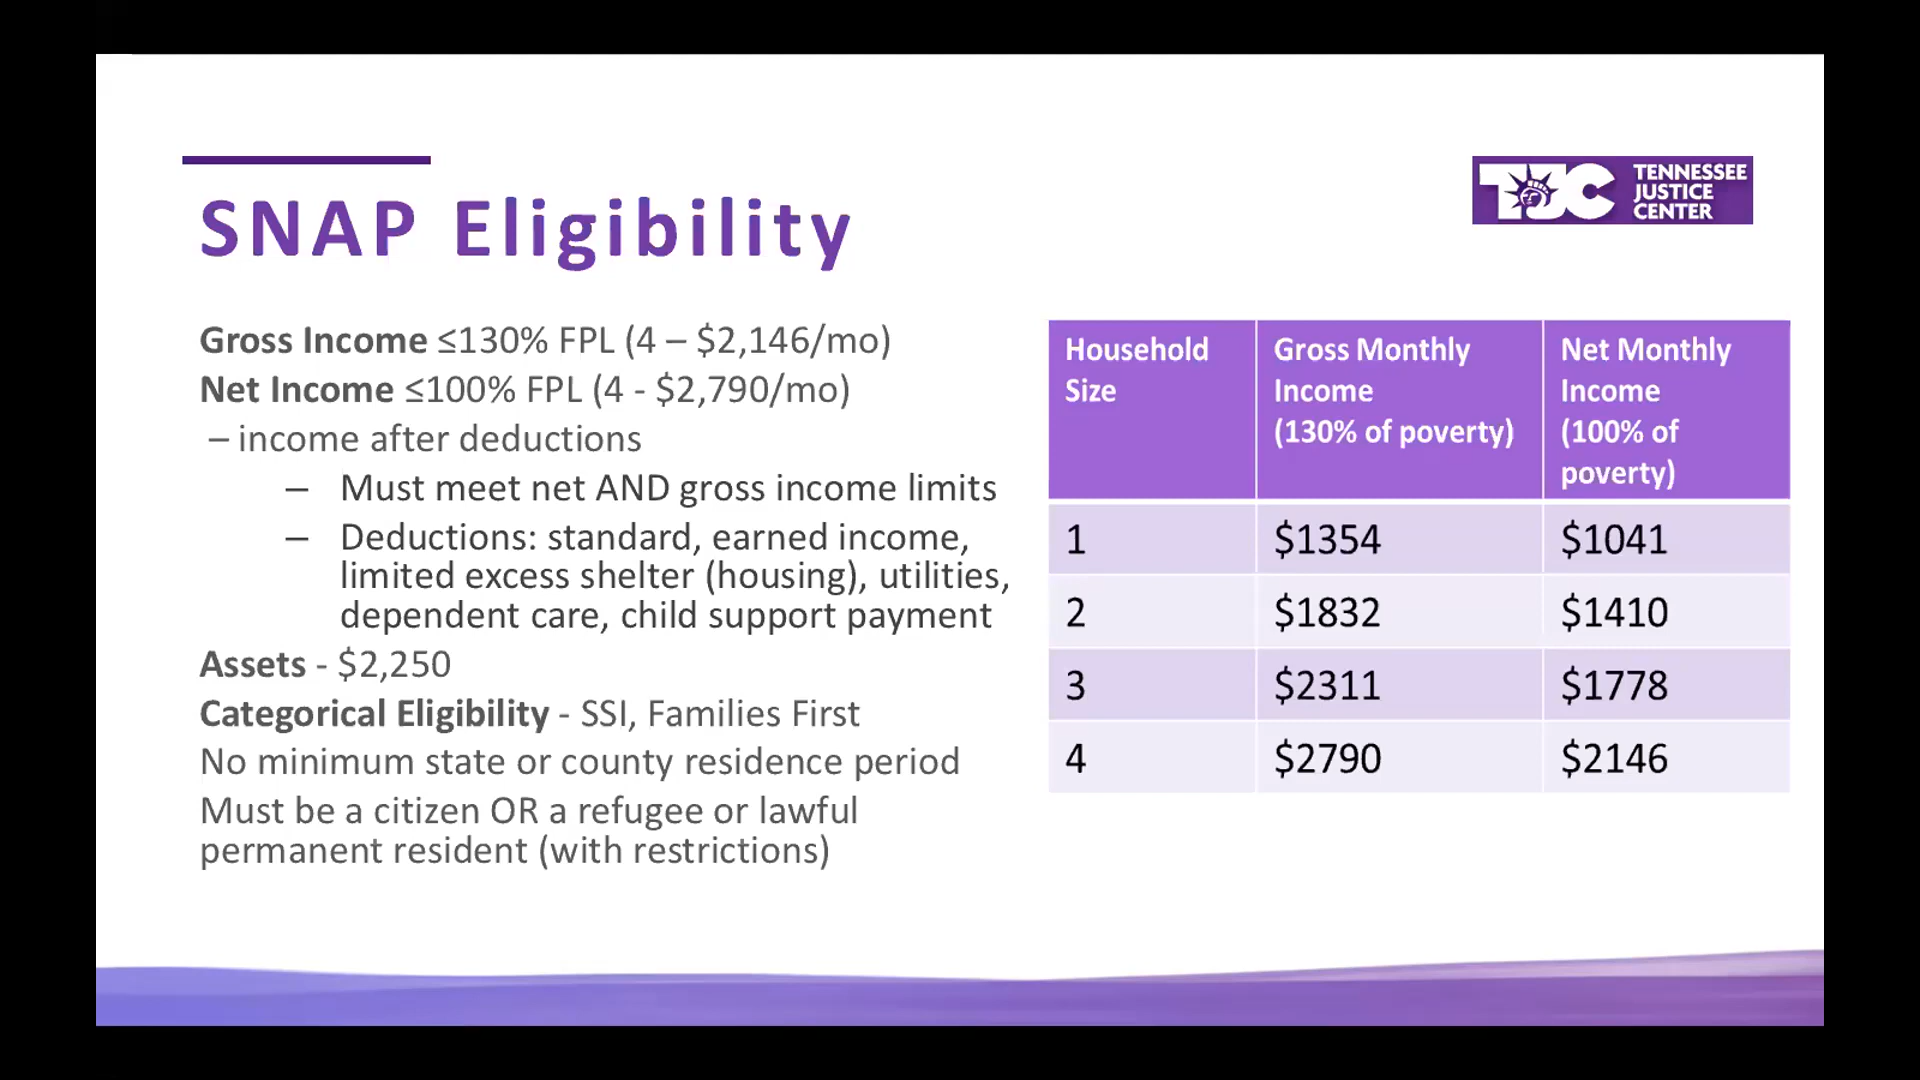 TJC TENNESSEE
JUSTICE
CENTER
SNAP Eligibility
Gross Income ≤130% FPL (4 – $2,146/mo)
Net Income ≤100% FPL (4 - $2,790/mo)
– income after deductions
– Must meet net AND gross income limits
– Deductions: standard, earned income,
limited excess shelter (housing), utilities,
dependent care, child support payment
Assets - $2,250
Categorical Eligibility - SSI, Families First
No minimum state or county residence period
Must be a citizen OR a refugee or lawful
permanent resident (with restrictions)
Household Gross Monthly Net Monthly
Size Income Income
(130% of poverty) (100% of
poverty)
1 $1354 $1041
2 $1832 $1410
3 $2311 $1778
4 $2790 $2146